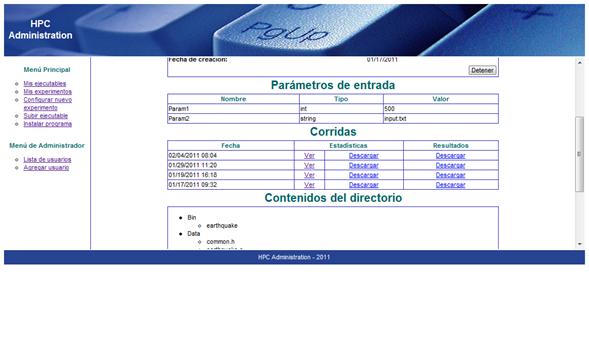 HPC
Administration
PgUp
Menú Principal
Mis ejecutables
Mis experimentos
Configurar nuevo
experimento
Subir ejecutable
Instalar programa
Menú de Administrador
Lista de usuarios
Agregar usuario
Fecha de creación: 01/17/2011
Detener
Parámetros de entrada
Nombre Tipo Valor
Param1 int 500
Param2 string input.txt
Corridas
Fecha Estadísticas Resultados
02/04/2011 08:04 Ver Descargar Descargar
01/29/2011 11:20 Ver Descargar Descargar
01/19/2011 16:18 Ver Descargar Descargar
01/17/2011 09:32 Ver Descargar Descargar
Contenidos del directorio
Bin
earthquake
Data
common.h
HPC Administration - 2011